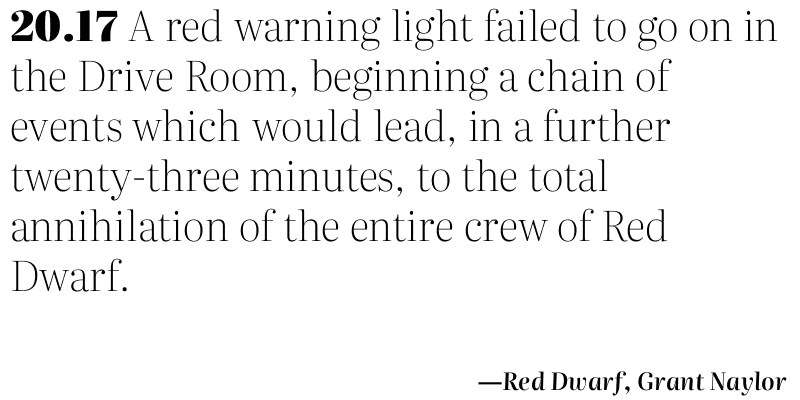 20.17 A red warning light failed to go on in
the Drive Room, beginning a chain of
events which would lead, in a further
twenty-three minutes, to the total
annihilation of the entire crew of Red
Dwarf.
—Red Dwarf, Grant Naylor